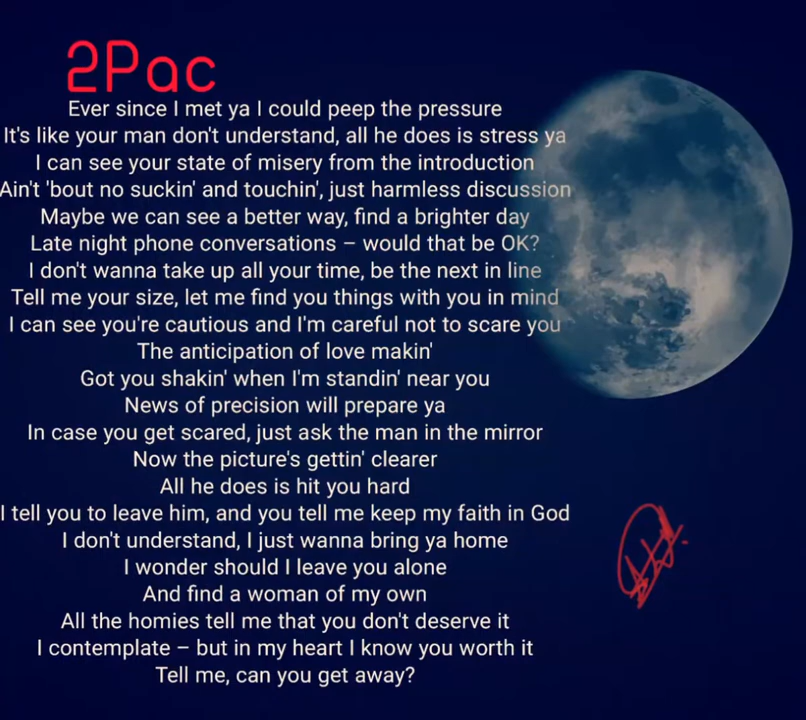 2Pac
Ever since I met ya I could peep the pressure
It's like your man don't understand, all he does is stress ya
I can see your state of misery from the introduction
Ain't 'bout no suckin' and touchin', just harmless discussion
Maybe we can see a better way, find a brighter day
Late night phone conversations – would that be OK?
I don't wanna take up all your time, be the next in line
Tell me your size, let me find you things with you in mind
I can see you're cautious and I'm careful not to scare you
The anticipation of love makin'
Got you shakin' when I'm standin' near you
News of precision will prepare ya
In case you get scared, just ask the man in the mirror
Now the picture's gettin' clearer
All he does is hit you hard
I tell you to leave him, and you tell me keep my faith in God
I don't understand, I just wanna bring ya home
I wonder should I leave you alone
And find a woman of my own
All the homies tell me that you don't deserve it
I contemplate – but in my heart I know you worth it
Tell me, can you get away?